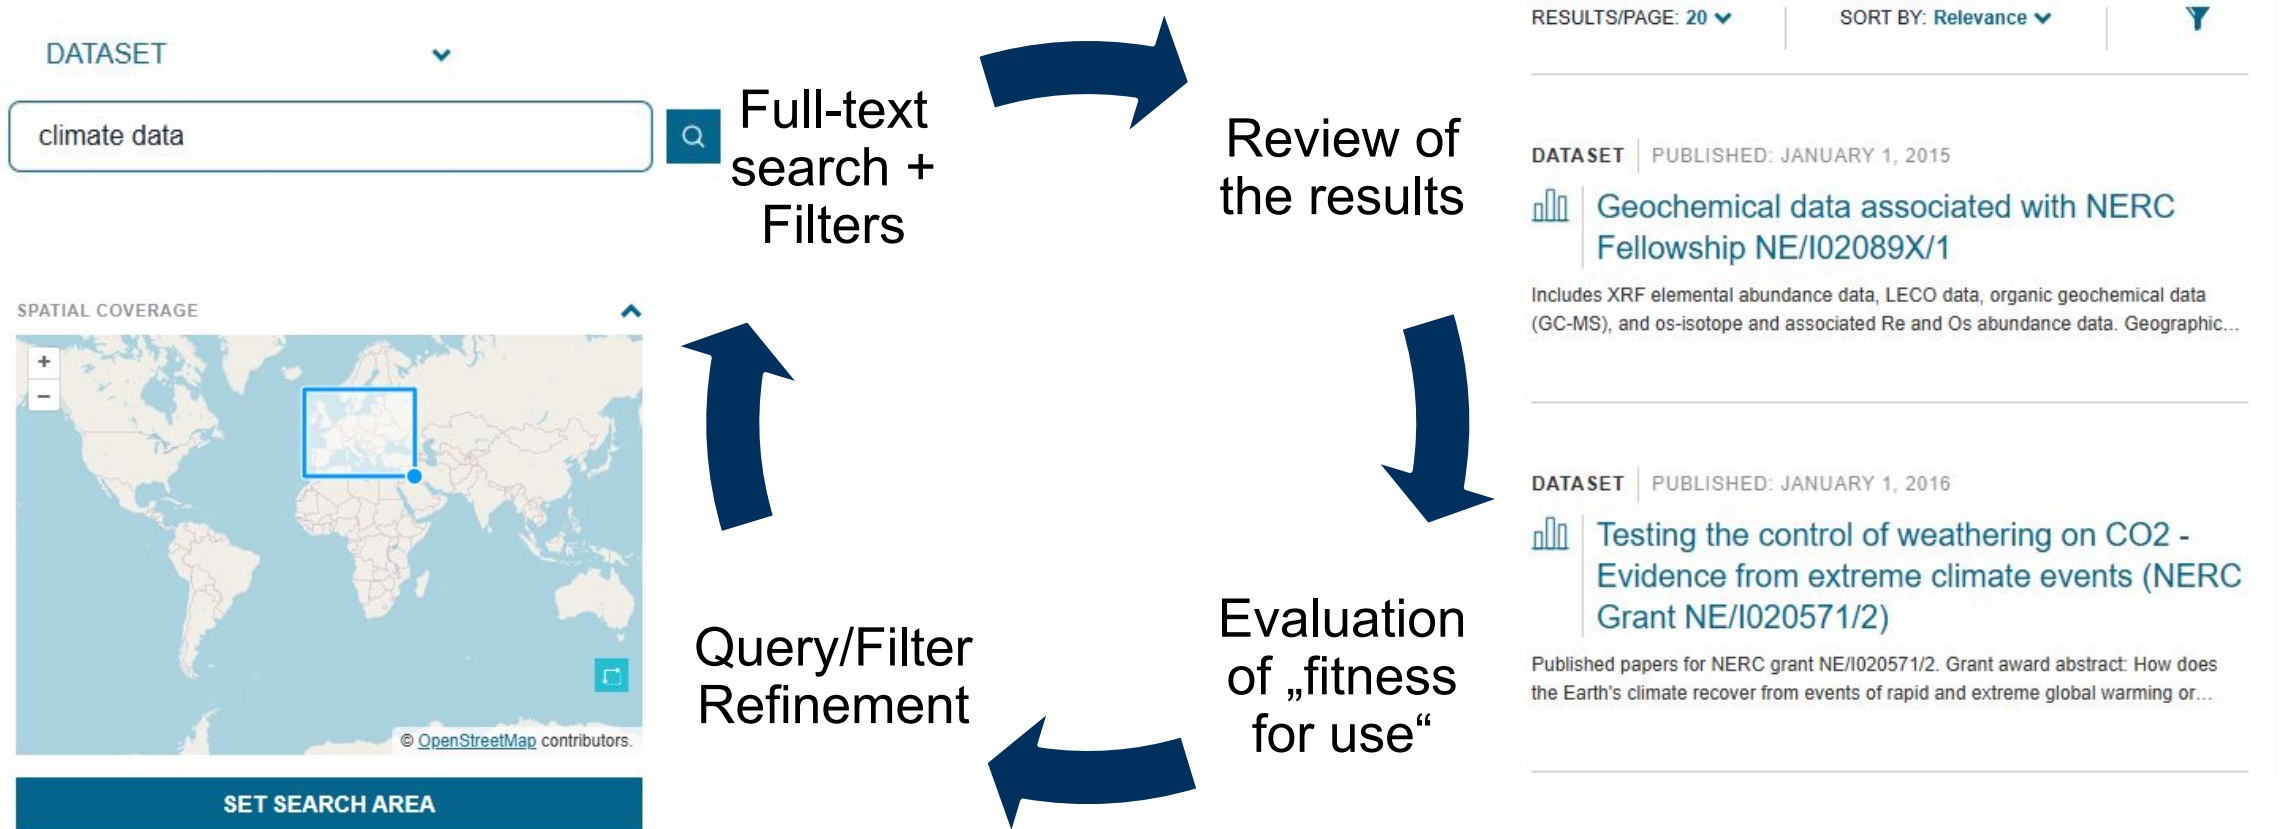 DATASET
climate data
SPATIAL COVERAGE
+
−
© OpenStreetMap contributors.
SET SEARCH AREA
Full-text
search +
Filters
Review of
the results
Evaluation
of „fitness
for use“
Query/Filter
Refinement
RESULTS/PAGE: 20
SORT BY: Relevance
DATASET PUBLISHED: JANUARY 1, 2015
Geochemical data associated with NERC
Fellowship NE/I02089X/1
Includes XRF elemental abundance data, LECO data, organic geochemical data
(GC-MS), and os-isotope and associated Re and Os abundance data. Geographic...
DATASET PUBLISHED: JANUARY 1, 2016
Testing the control of weathering on CO2 -
Evidence from extreme climate events (NERC
Grant NE/I020571/2)
Published papers for NERC grant NE/I020571/2. Grant award abstract: How does
the Earth's climate recover from events of rapid and extreme global warming or...